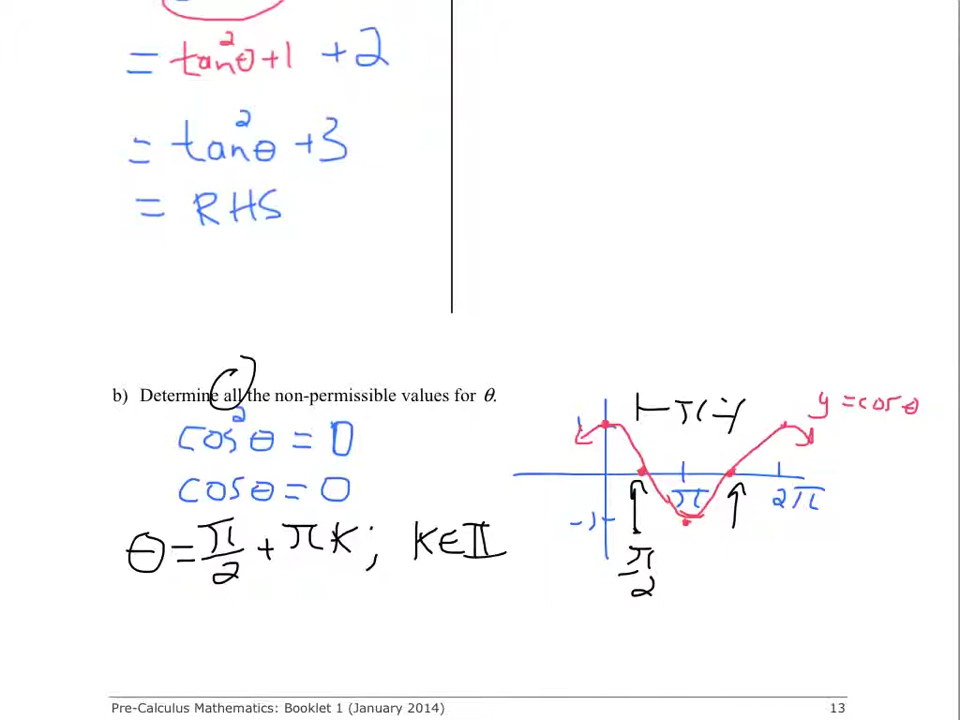 = tan²θ+1 +2
= tan²θ +3
= RHS
b) Determine all the non-permissible values for θ.
cos²θ = 0
cosθ = 0
θ = π/2 + πK; K∈I
π
y = cosθ
1
π
2π
-1
π/2
Pre-Calculus Mathematics: Booklet 1 (January 2014)
13